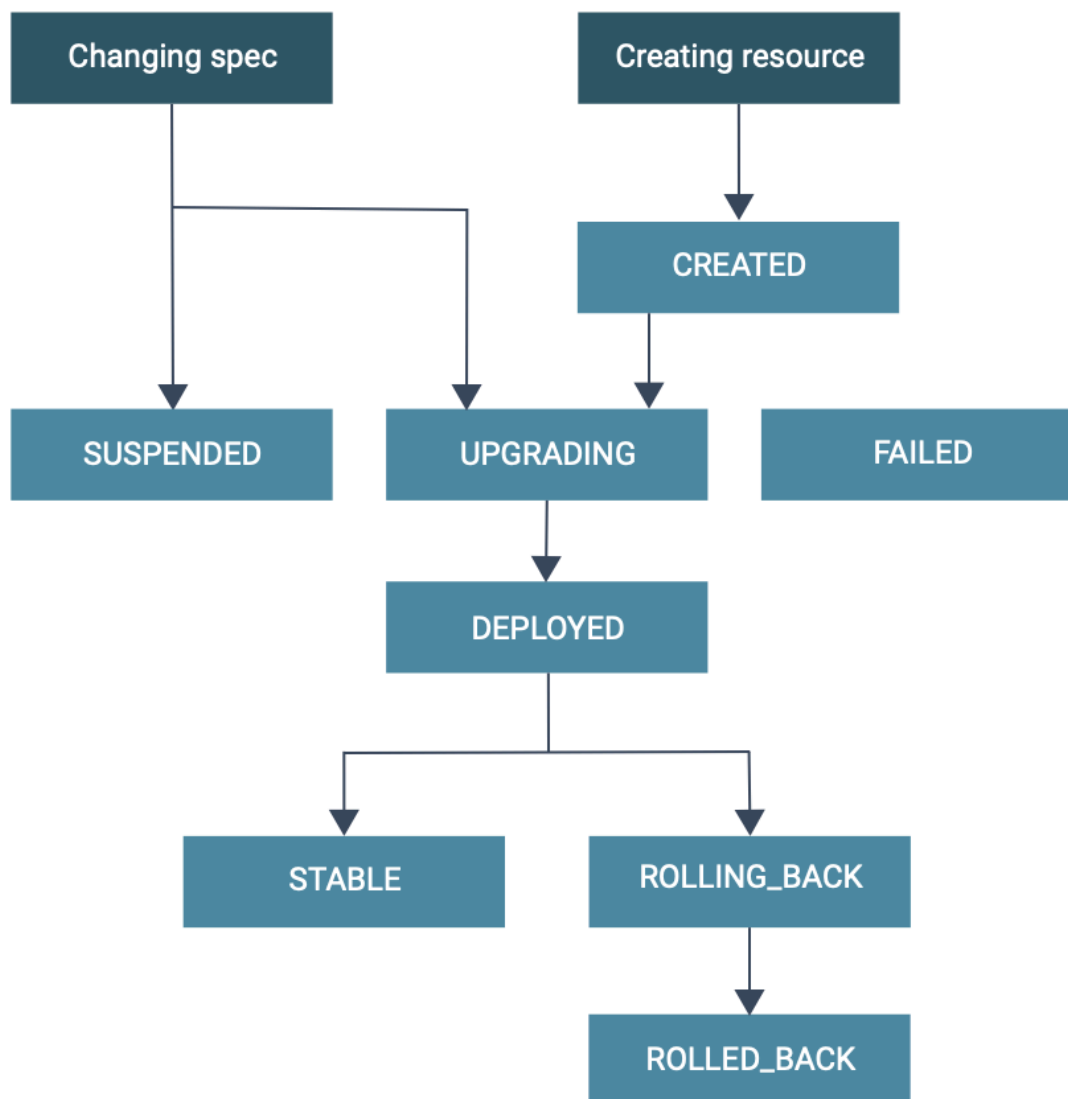 Changing spec
Creating resource
CREATED
SUSPENDED
UPGRADING
FAILED
DEPLOYED
STABLE
ROLLING_BACK
ROLLED_BACK